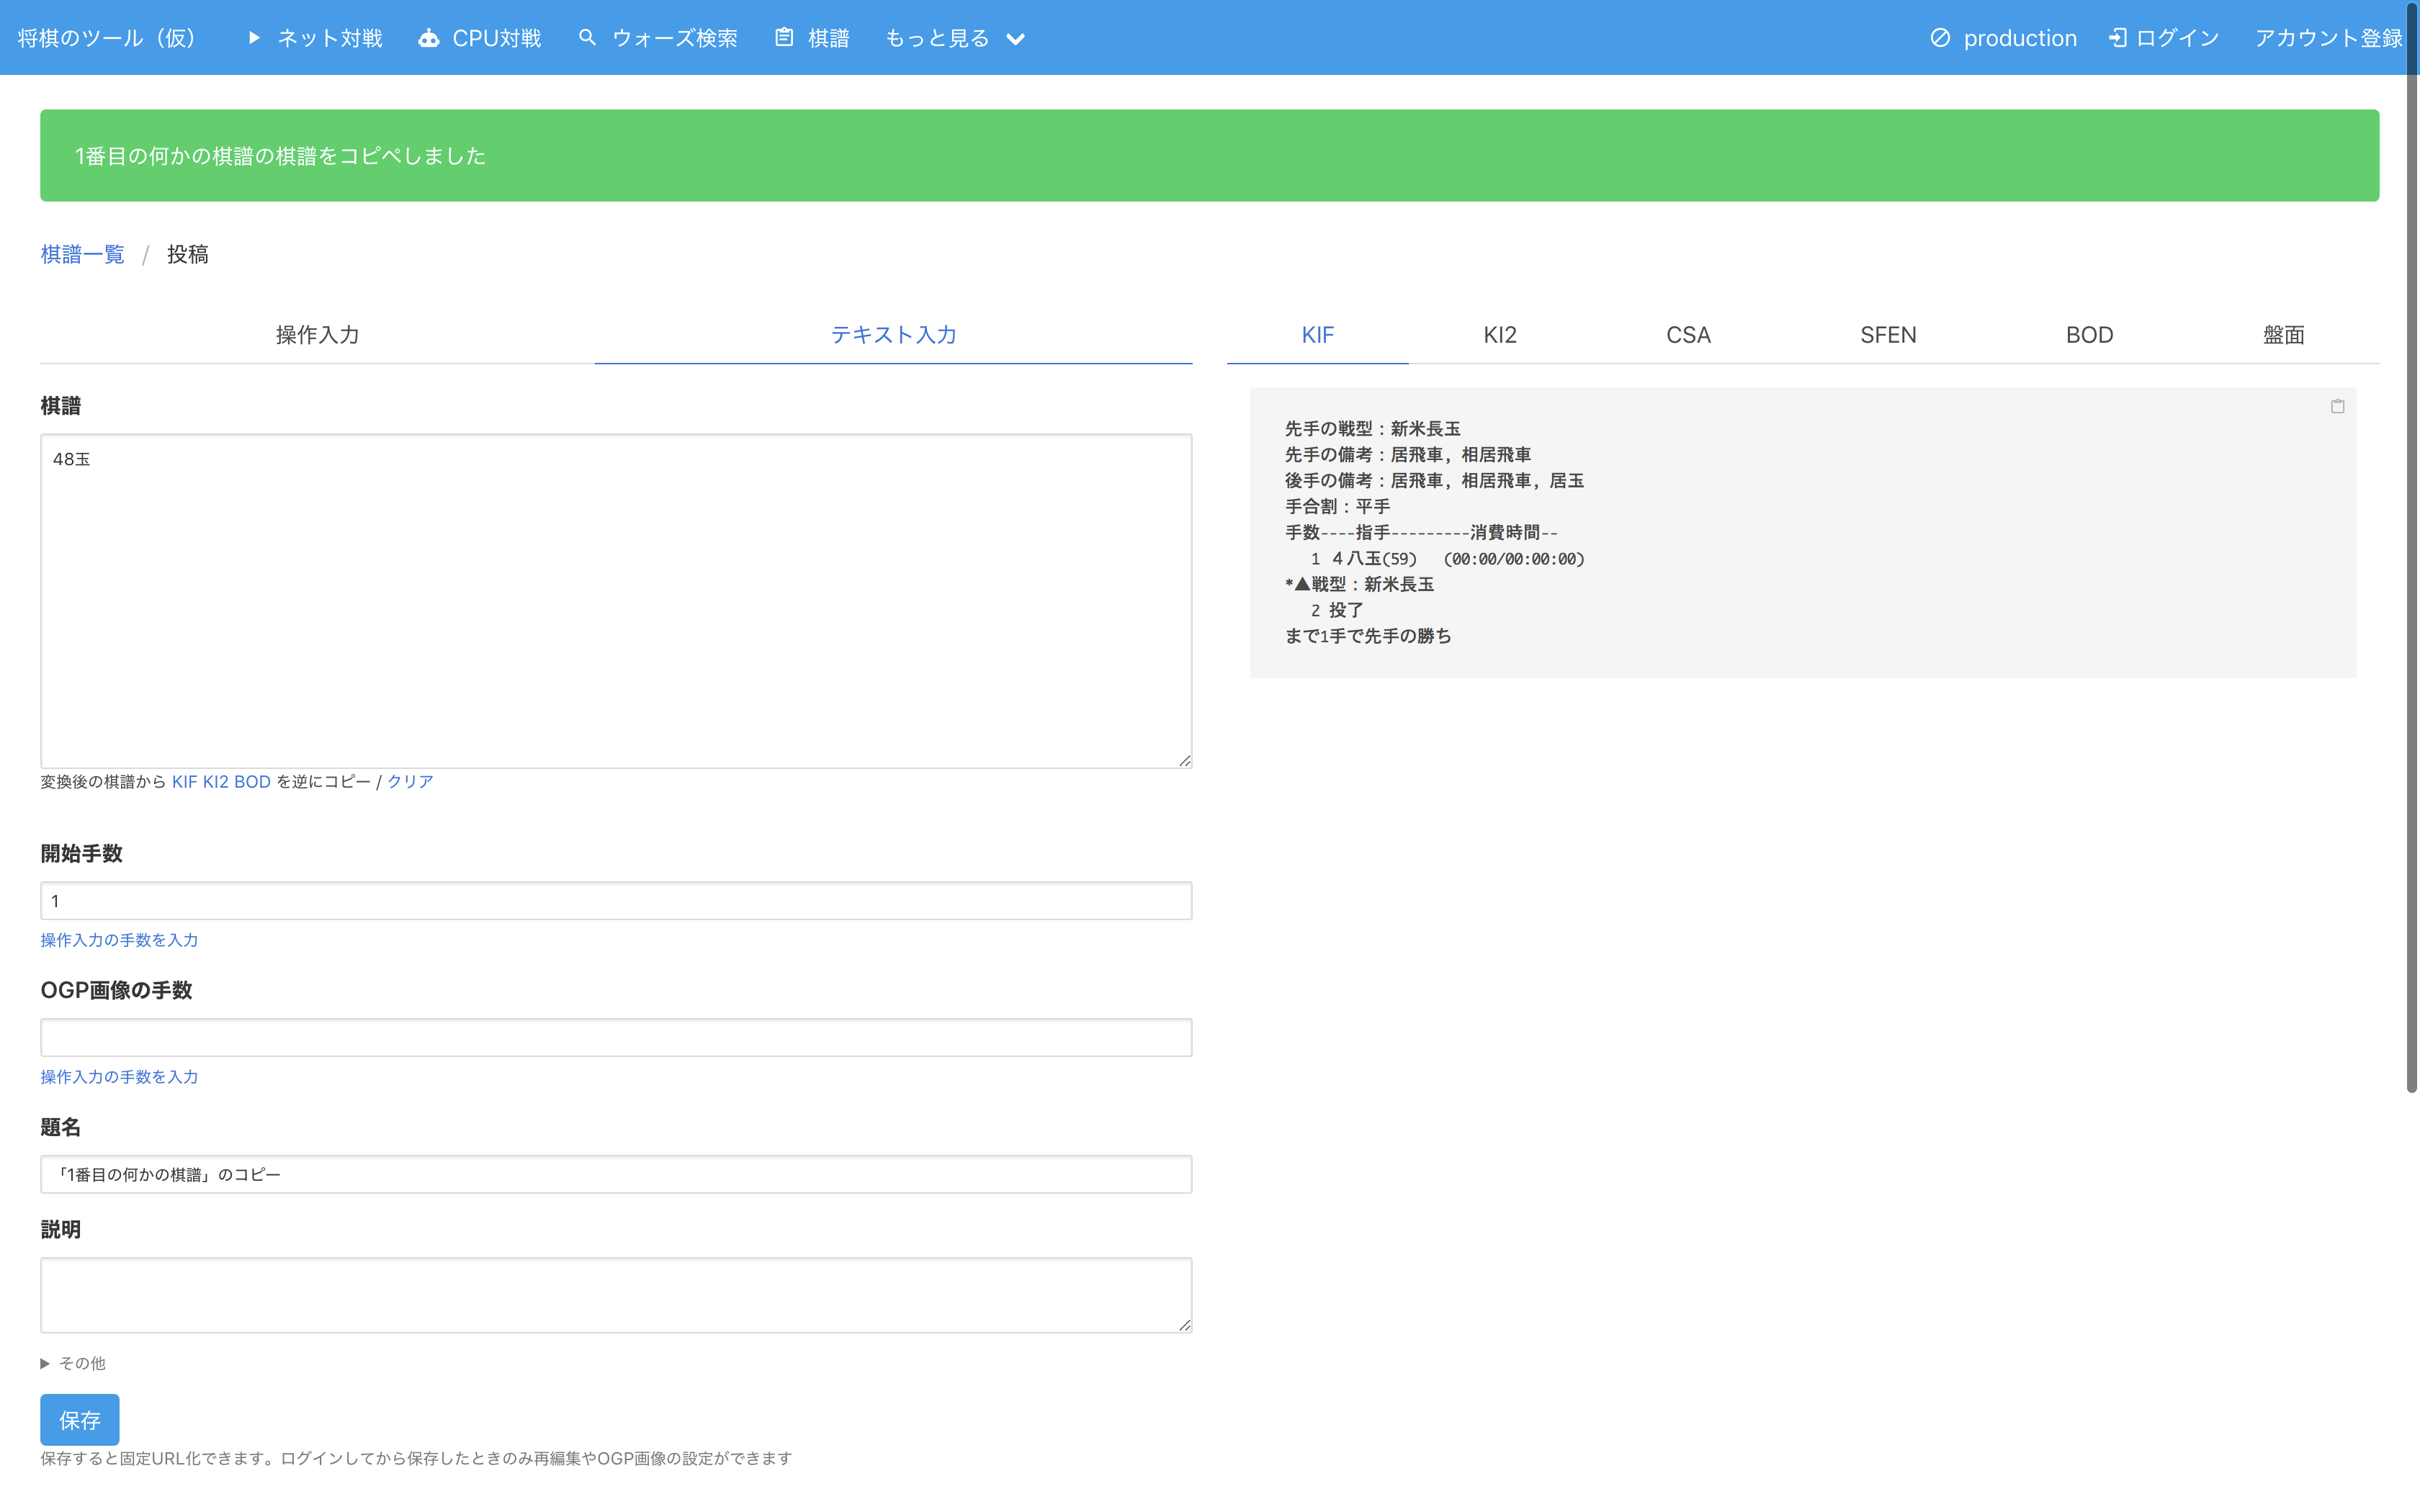 将棋のツール（仮） ネット対戦 CPU対戦 ウォーズ検索 棋譜 もっと見る production ログイン アカウント登録
1番目の何かの棋譜の棋譜をコピペしました
棋譜一覧 / 投稿
操作入力 テキスト入力
棋譜
48玉
変換後の棋譜から KIF KI2 BOD を逆にコピー / クリア
開始手数
1
操作入力の手数を入力
OGP画像の手数
操作入力の手数を入力
題名
「1番目の何かの棋譜」のコピー
説明
▶ その他
保存
保存すると固定URL化できます。ログインしてから保存したときのみ再編集やOGP画像の設定ができます
KIF KI2 CSA SFEN BOD 盤面
先手の戦型：新米長玉
先手の備考：居飛車, 相居飛車
後手の備考：居飛車, 相居飛車, 居玉
手合割：平手
手数----指手---------消費時間--
1 ４八玉(59) (00:00/00:00:00)
*▲戦型：新米長玉
2 投了
まで1手で先手の勝ち